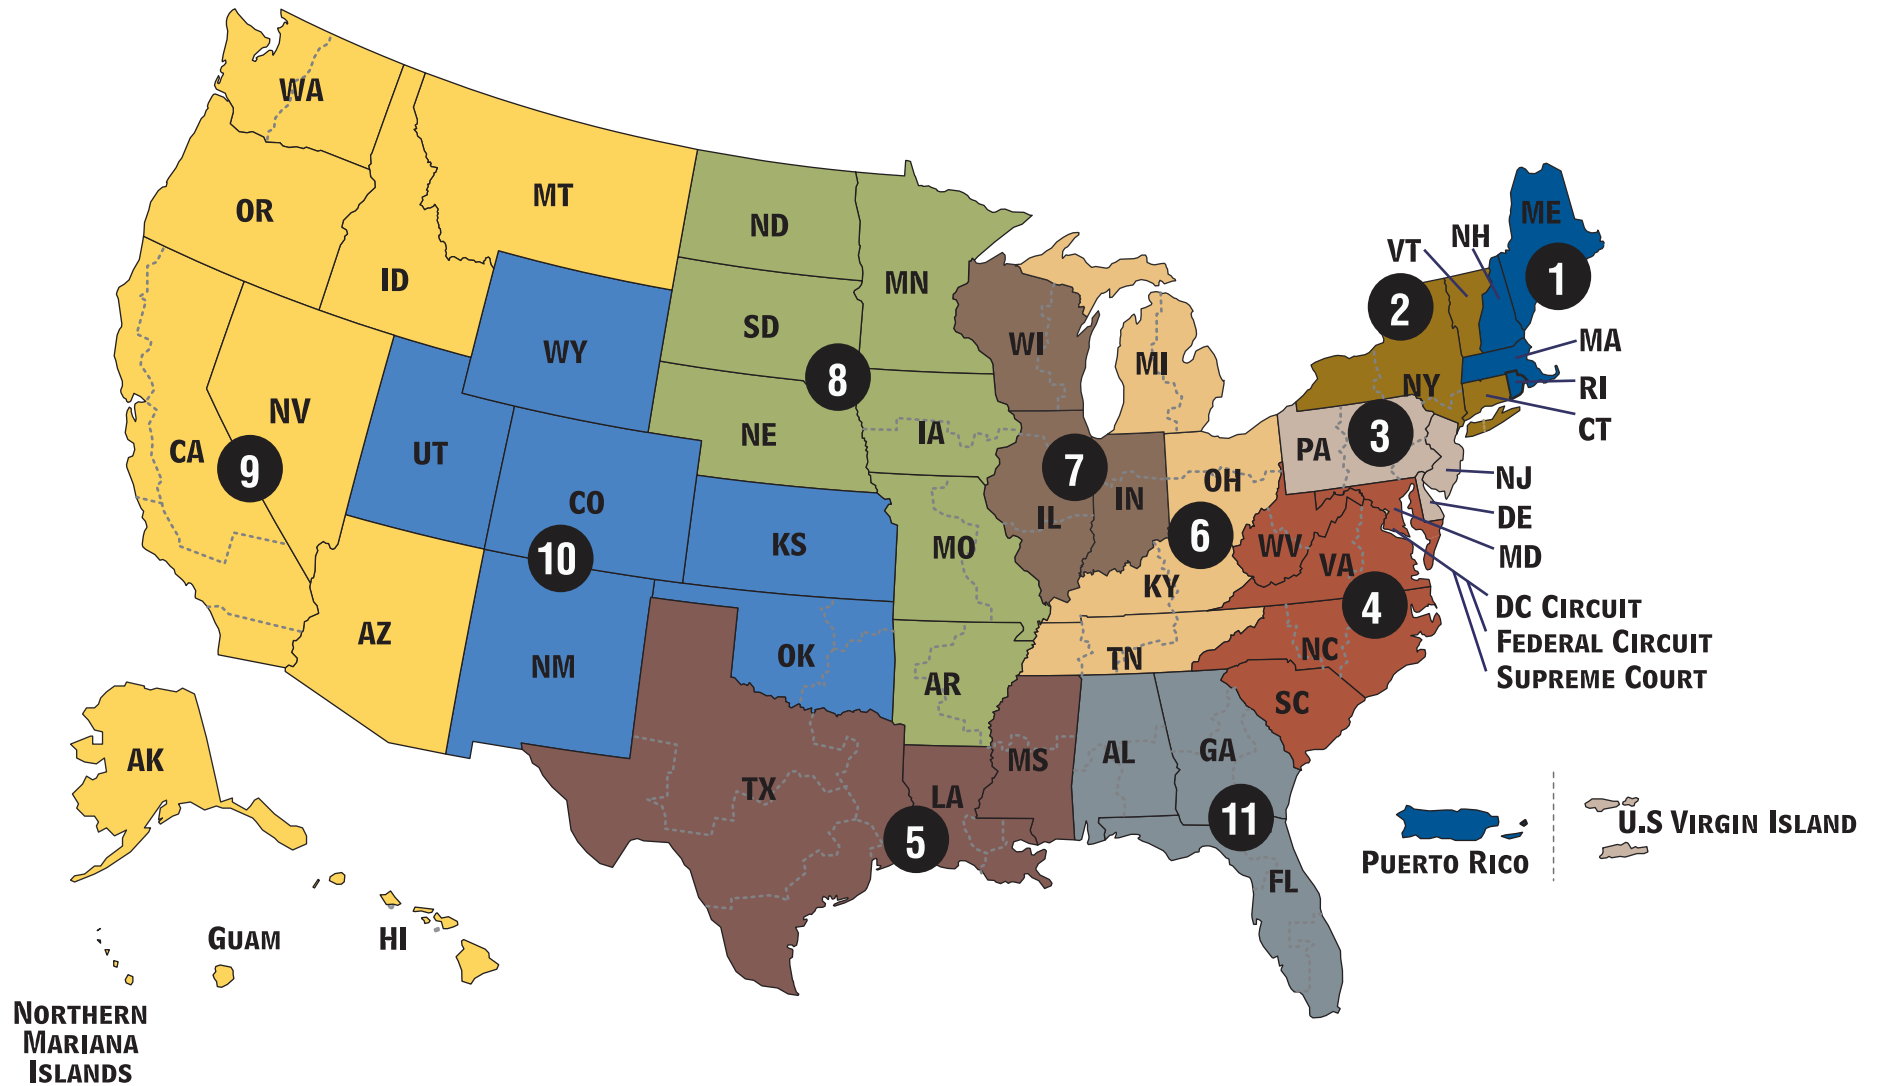 WA
OR
MT
ID
ND
MN
SD
WY
8
WI
MI
VT
NH
ME
1
2
MA
NY
RI
CT
NV
CA
9
UT
NE
IA
7
PA
3
NJ
CO
10
KS
MO
IL
IN
OH
6
WV
VA
DE
MD
KY
4
DC Circuit
Federal Circuit
Supreme Court
AZ
NM
OK
AR
TN
NC
SC
AK
TX
LA
5
MS
AL
GA
11
FL
Puerto Rico
U.S Virgin Island
Guam
HI
Northern
Mariana
Islands